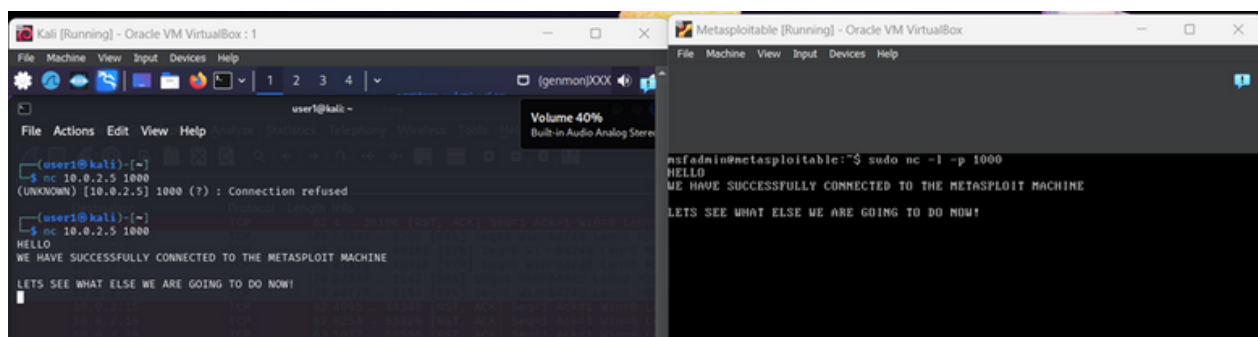 Kali [Running] - Oracle VM VirtualBox : 1
File Machine View Input Devices Help
1 2 3 4
(genmon)XXX
user1@kali: ~
Volume 40%
Built-in Audio Analog Stereo
File Actions Edit View Help
(user1㉿kali)-[~]
$ nc 10.0.2.5 1000
(UNKNOWN) [10.0.2.5] 1000 (?) : Connection refused
(user1㉿kali)-[~]
$ nc 10.0.2.5 1000
HELLO
WE HAVE SUCCESSFULLY CONNECTED TO THE METASPLOIT MACHINE
LETS SEE WHAT ELSE WE ARE GOING TO DO NOW!
Metasploitable [Running] - Oracle VM VirtualBox
File Machine View Input Devices Help
msfadmin@metasploitable:~$ sudo nc -l -p 1000
HELLO
WE HAVE SUCCESSFULLY CONNECTED TO THE METASPLOIT MACHINE
LETS SEE WHAT ELSE WE ARE GOING TO DO NOW!